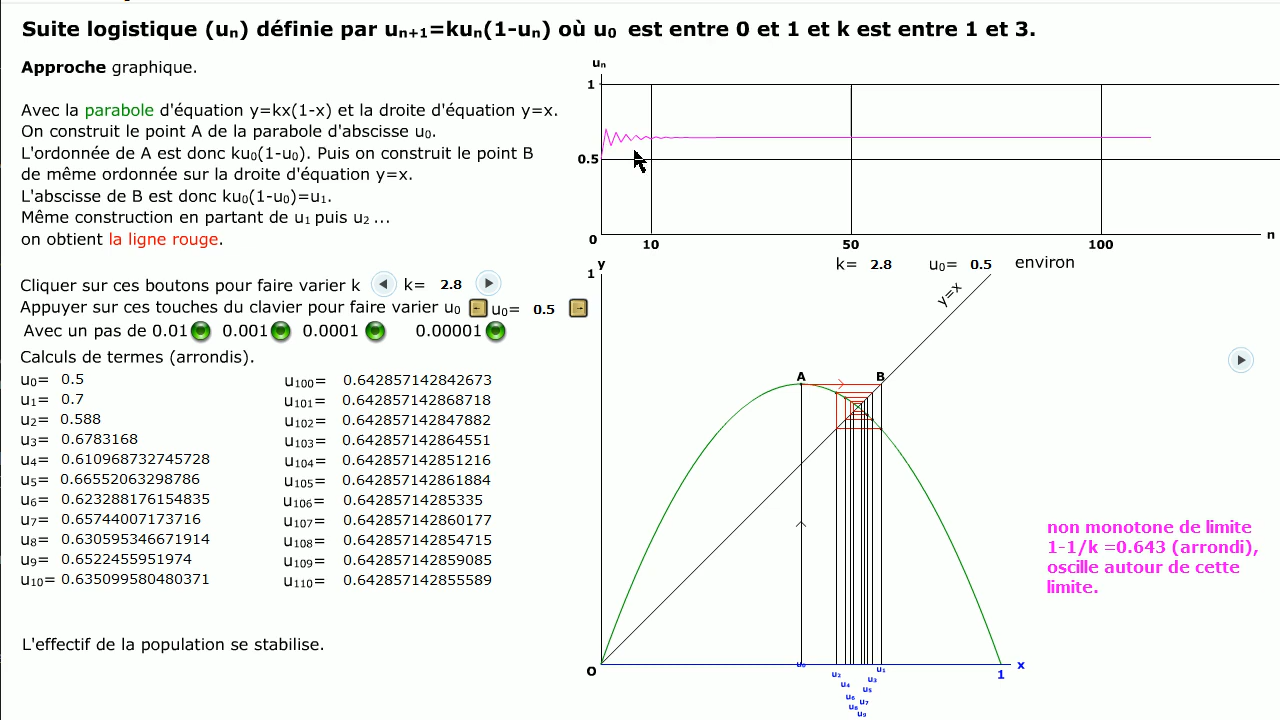 Suite logistique (uₙ) définie par uₙ₊₁=kuₙ(1-uₙ) où u₀ est entre 0 et 1 et k est entre 1 et 3.
Approche graphique.
Avec la parabole d'équation y=kx(1-x) et la droite d'équation y=x.
On construit le point A de la parabole d'abscisse u₀.
L'ordonnée de A est donc ku₀(1-u₀). Puis on construit le point B
de même ordonnée sur la droite d'équation y=x.
L'abscisse de B est donc ku₀(1-u₀)=u₁.
Même construction en partant de u₁ puis u₂ ...
on obtient la ligne rouge.
Cliquer sur ces boutons pour faire varier k k= 2.8
Appuyer sur ces touches du clavier pour faire varier u₀ u₀= 0.5
Avec un pas de 0.01 0.001 0.0001 0.00001
Calculs de termes (arrondis).
u₀= 0.5
u₁= 0.7
u₂= 0.588
u₃= 0.6783168
u₄= 0.610968732745728
u₅= 0.66552063298786
u₆= 0.623288176154835
u₇= 0.65744007173716
u₈= 0.630595346671914
u₉= 0.6522455951974
u₁₀= 0.635099580480371
u₁₀₀= 0.642857142842673
u₁₀₁= 0.642857142868718
u₁₀₂= 0.642857142847882
u₁₀₃= 0.642857142864551
u₁₀₄= 0.642857142851216
u₁₀₅= 0.642857142861884
u₁₀₆= 0.64285714285335
u₁₀₇= 0.642857142860177
u₁₀₈= 0.642857142854715
u₁₀₉= 0.642857142859085
u₁₁₀= 0.642857142855589
L'effectif de la population se stabilise.
uₙ
1
0.5
0
10
50
100
n
k= 2.8 u₀= 0.5 environ
y
1
y=x
A
B
non monotone de limite
1-1/k =0.643 (arrondi),
oscille autour de cette
limite.
O
1
x
u₀
u₁
u₂
u₃
u₄
u₅
u₆
u₇
u₈
u₉